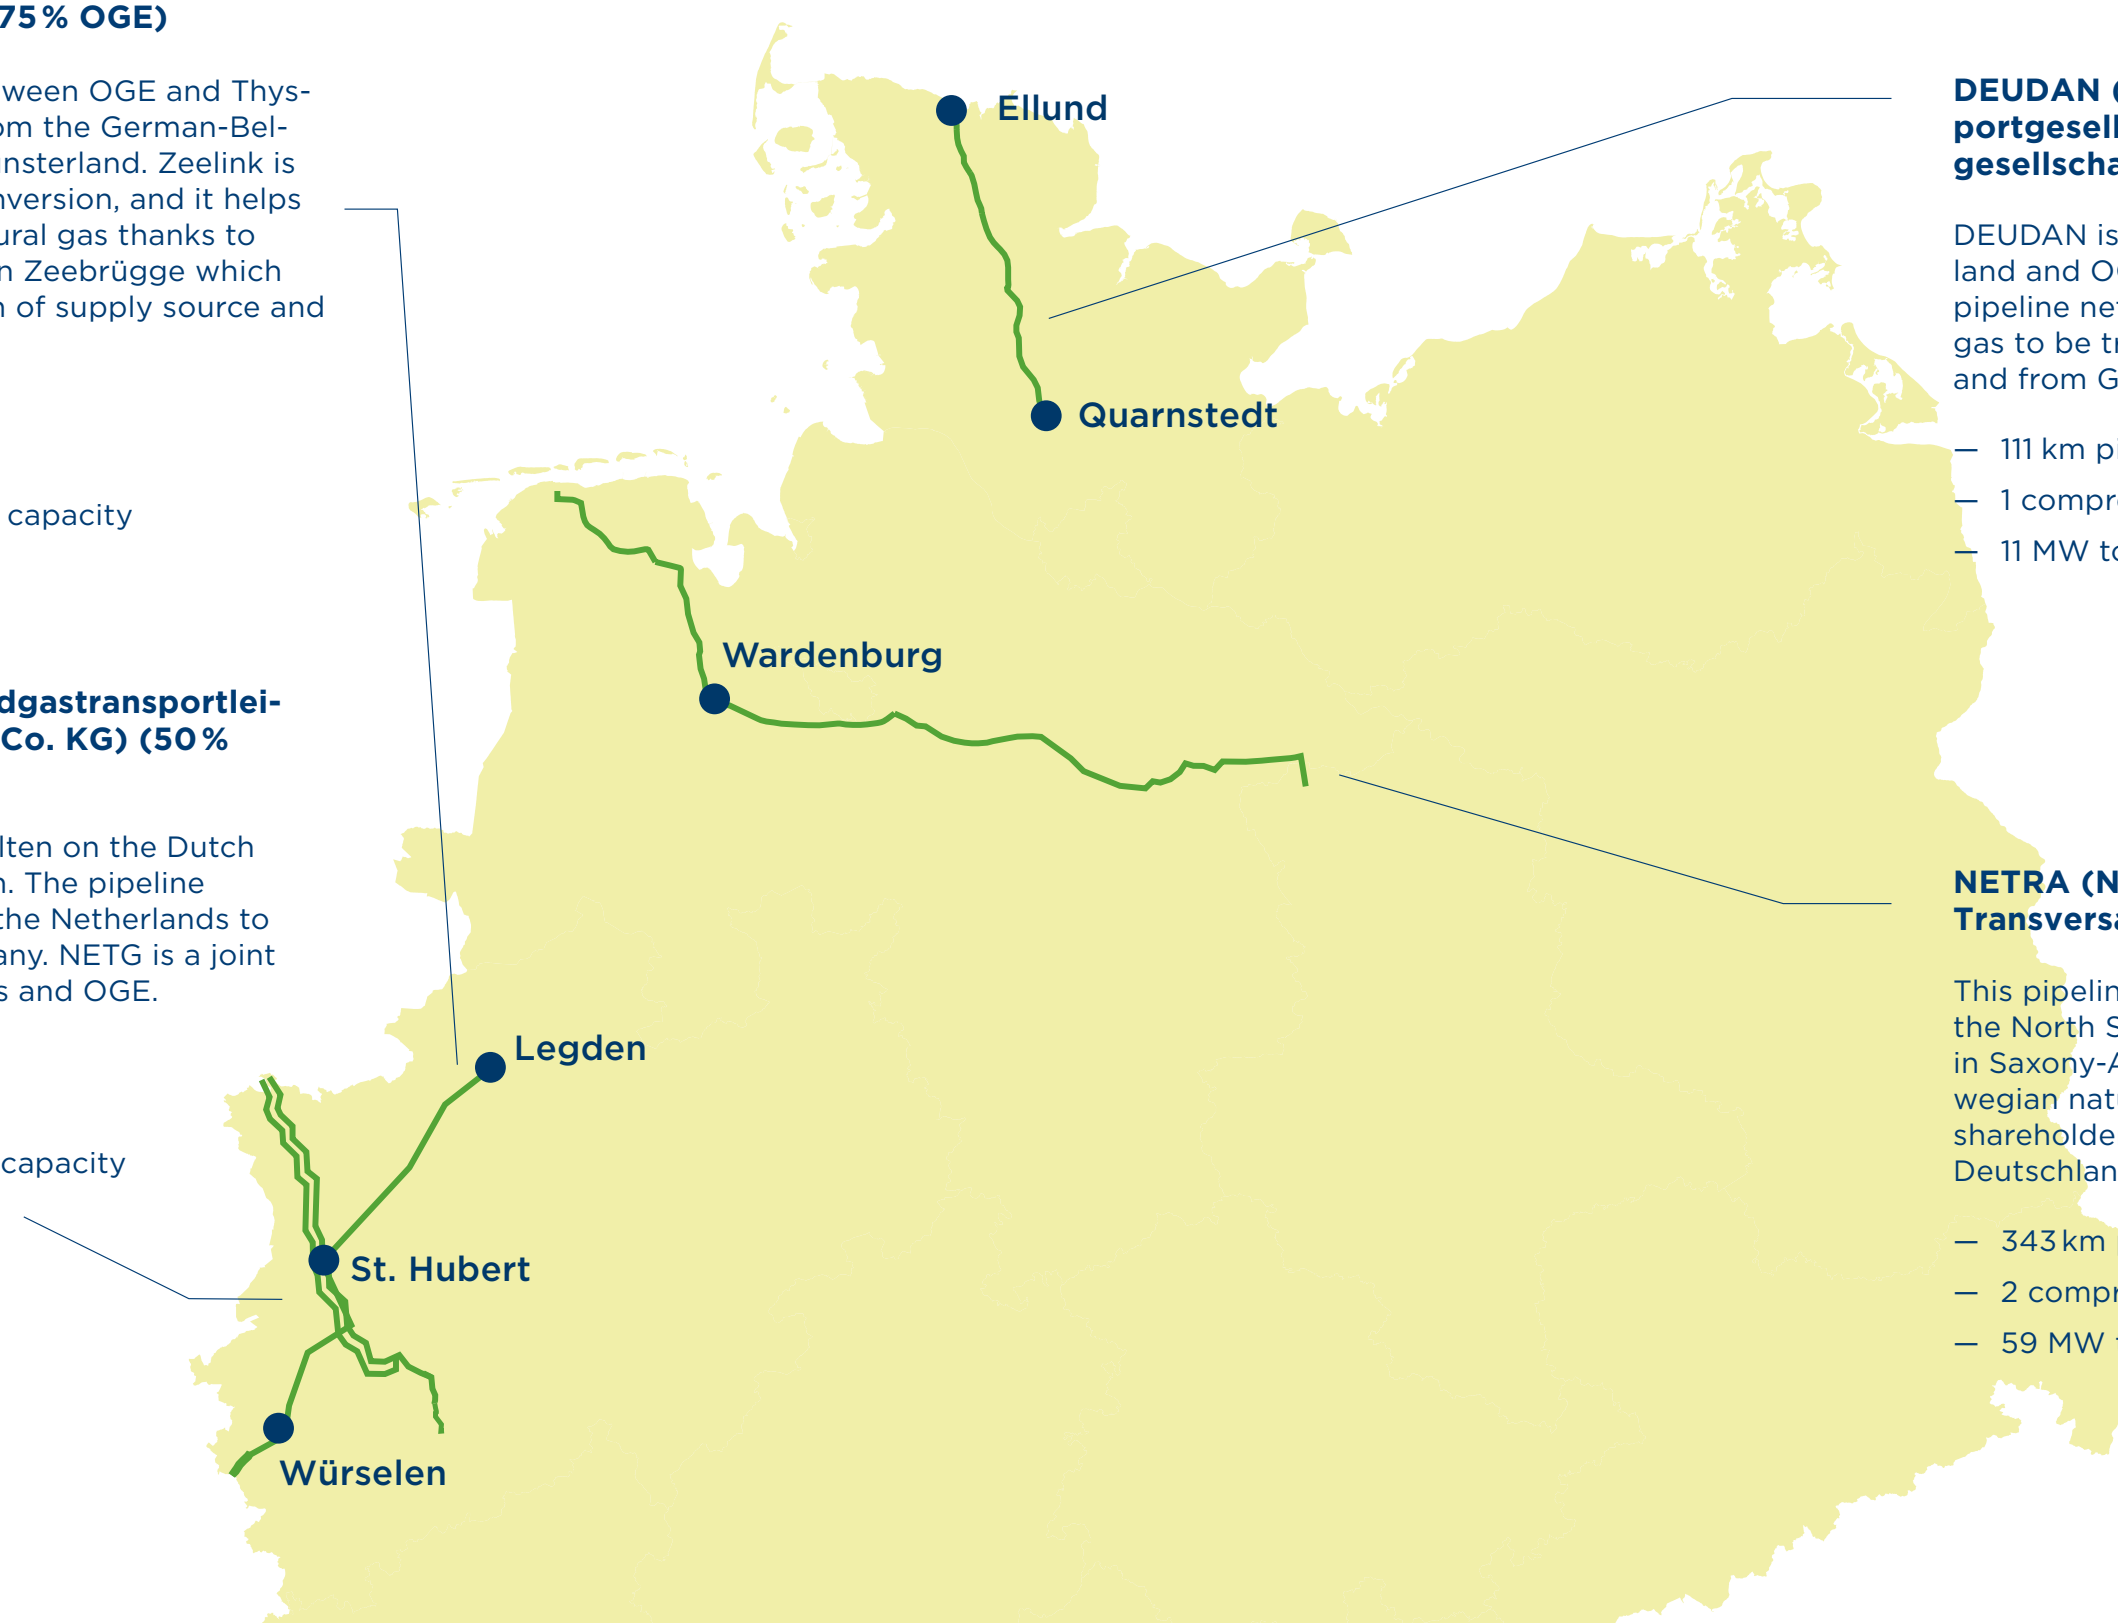 75 % OGE)
ween OGE and Thys-
om the German-Bel-
nsterland. Zeelink is
nversion, and it helps
ural gas thanks to
n Zeebrügge which
n of supply source and
capacity
dgastransportlei-
Co. KG) (50 %
lten on the Dutch
n. The pipeline
the Netherlands to
any. NETG is a joint
s and OGE.
capacity
Ellund
Quarnstedt
Wardenburg
Legden
St. Hubert
Würselen
DEUDAN (
portgesell
gesellscha
DEUDAN is
land and O
pipeline ne
gas to be t
and from G
— 111 km pi
— 1 compr
— 11 MW to
NETRA (N
Transversa
This pipelin
the North S
in Saxony-A
wegian natu
shareholde
Deutschlan
— 343 km
— 2 compr
— 59 MW